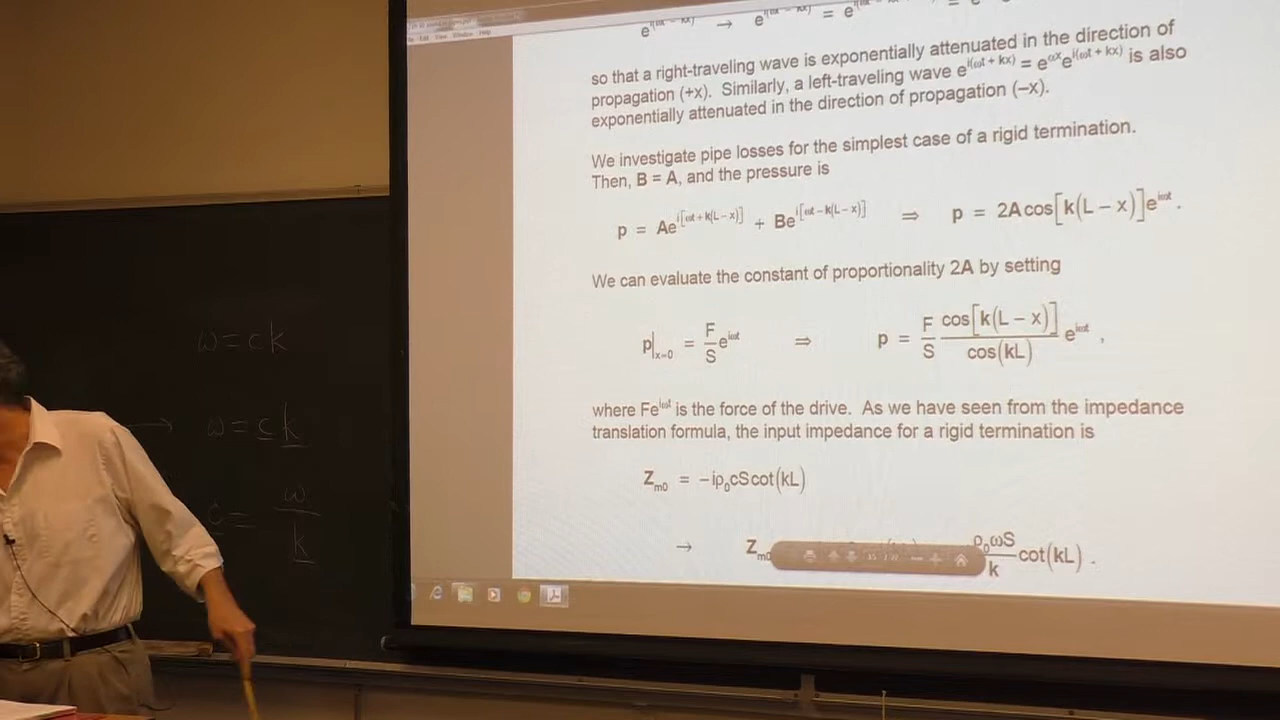 so that a right-traveling wave is exponentially attenuated in the direction of
propagation (+x). Similarly, a left-traveling wave e^{i(ωt + kx)} = e^{αx}e^{i(ωt + kx)} is also
exponentially attenuated in the direction of propagation (−x).
We investigate pipe losses for the simplest case of a rigid termination.
Then, B = A, and the pressure is
p = Ae^{i[ωt+k(L−x)]} + Be^{i[ωt−k(L−x)]} ⇒ p = 2A cos[k(L − x)]e^{iωt} .
We can evaluate the constant of proportionality 2A by setting
p|_{x=0} = F/S e^{iωt} ⇒ p = F/S cos[k(L − x)]/cos(kL) e^{iωt} ,
where Fe^{iωt} is the force of the drive. As we have seen from the impedance
translation formula, the input impedance for a rigid termination is
Z_{m0} = −iρ₀cS cot(kL)
→ Z_{m0} ρ₀ωS/k cot(kL) .
ω = ck
→ ω = ck
c = ω/k